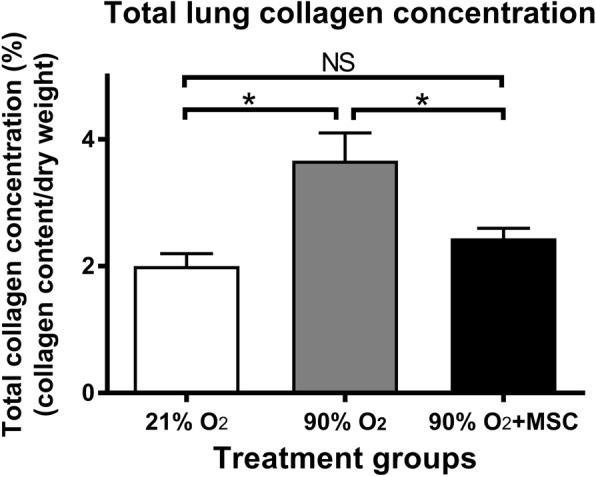 Total lung collagen concentration
Total collagen concentration (%)
(collagen content/dry weight)
NS
* *
4
2
0
21% O2 90% O2 90% O2+MSC
Treatment groups